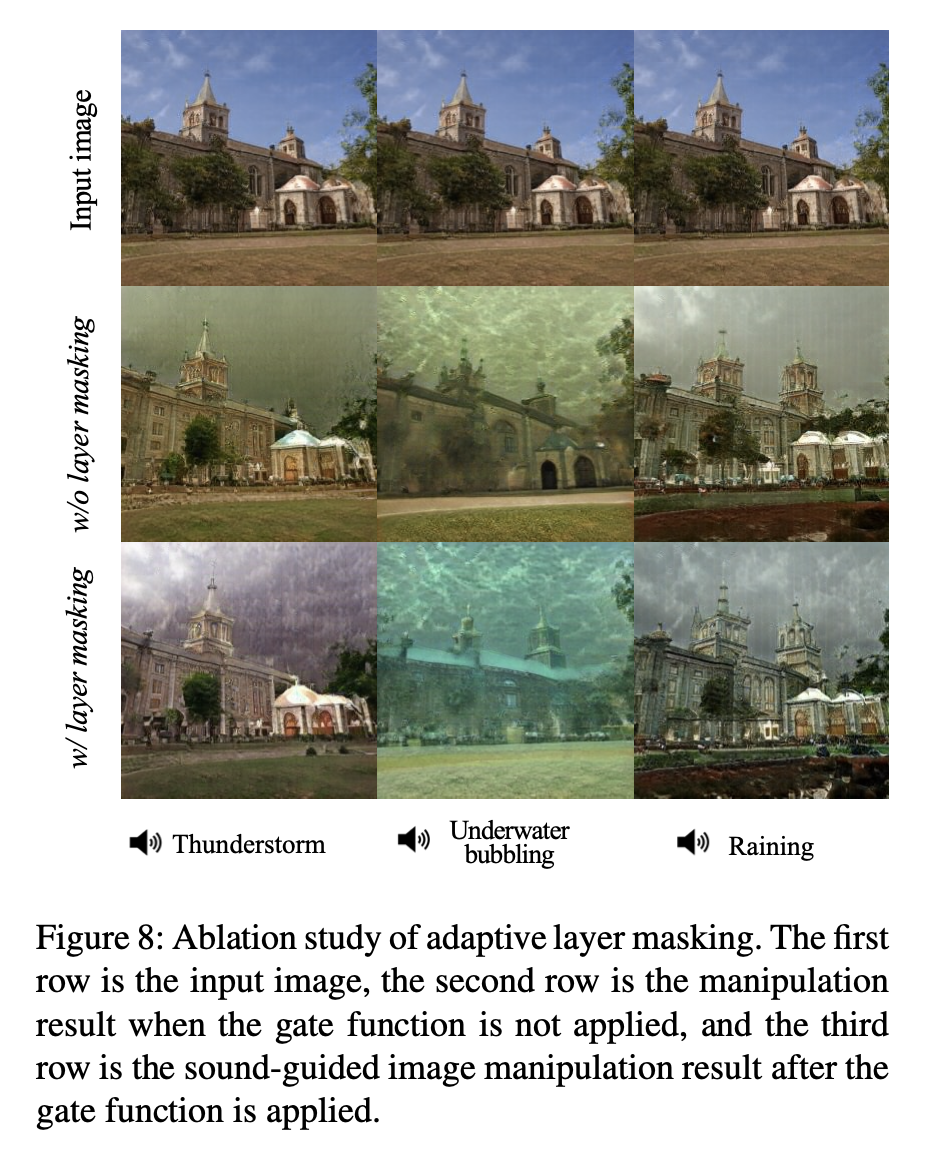 Input image
w/o layer masking
w/ layer masking
Thunderstorm
Underwater
bubbling
Raining
Figure 8: Ablation study of adaptive layer masking. The first
row is the input image, the second row is the manipulation
result when the gate function is not applied, and the third
row is the sound-guided image manipulation result after the
gate function is applied.